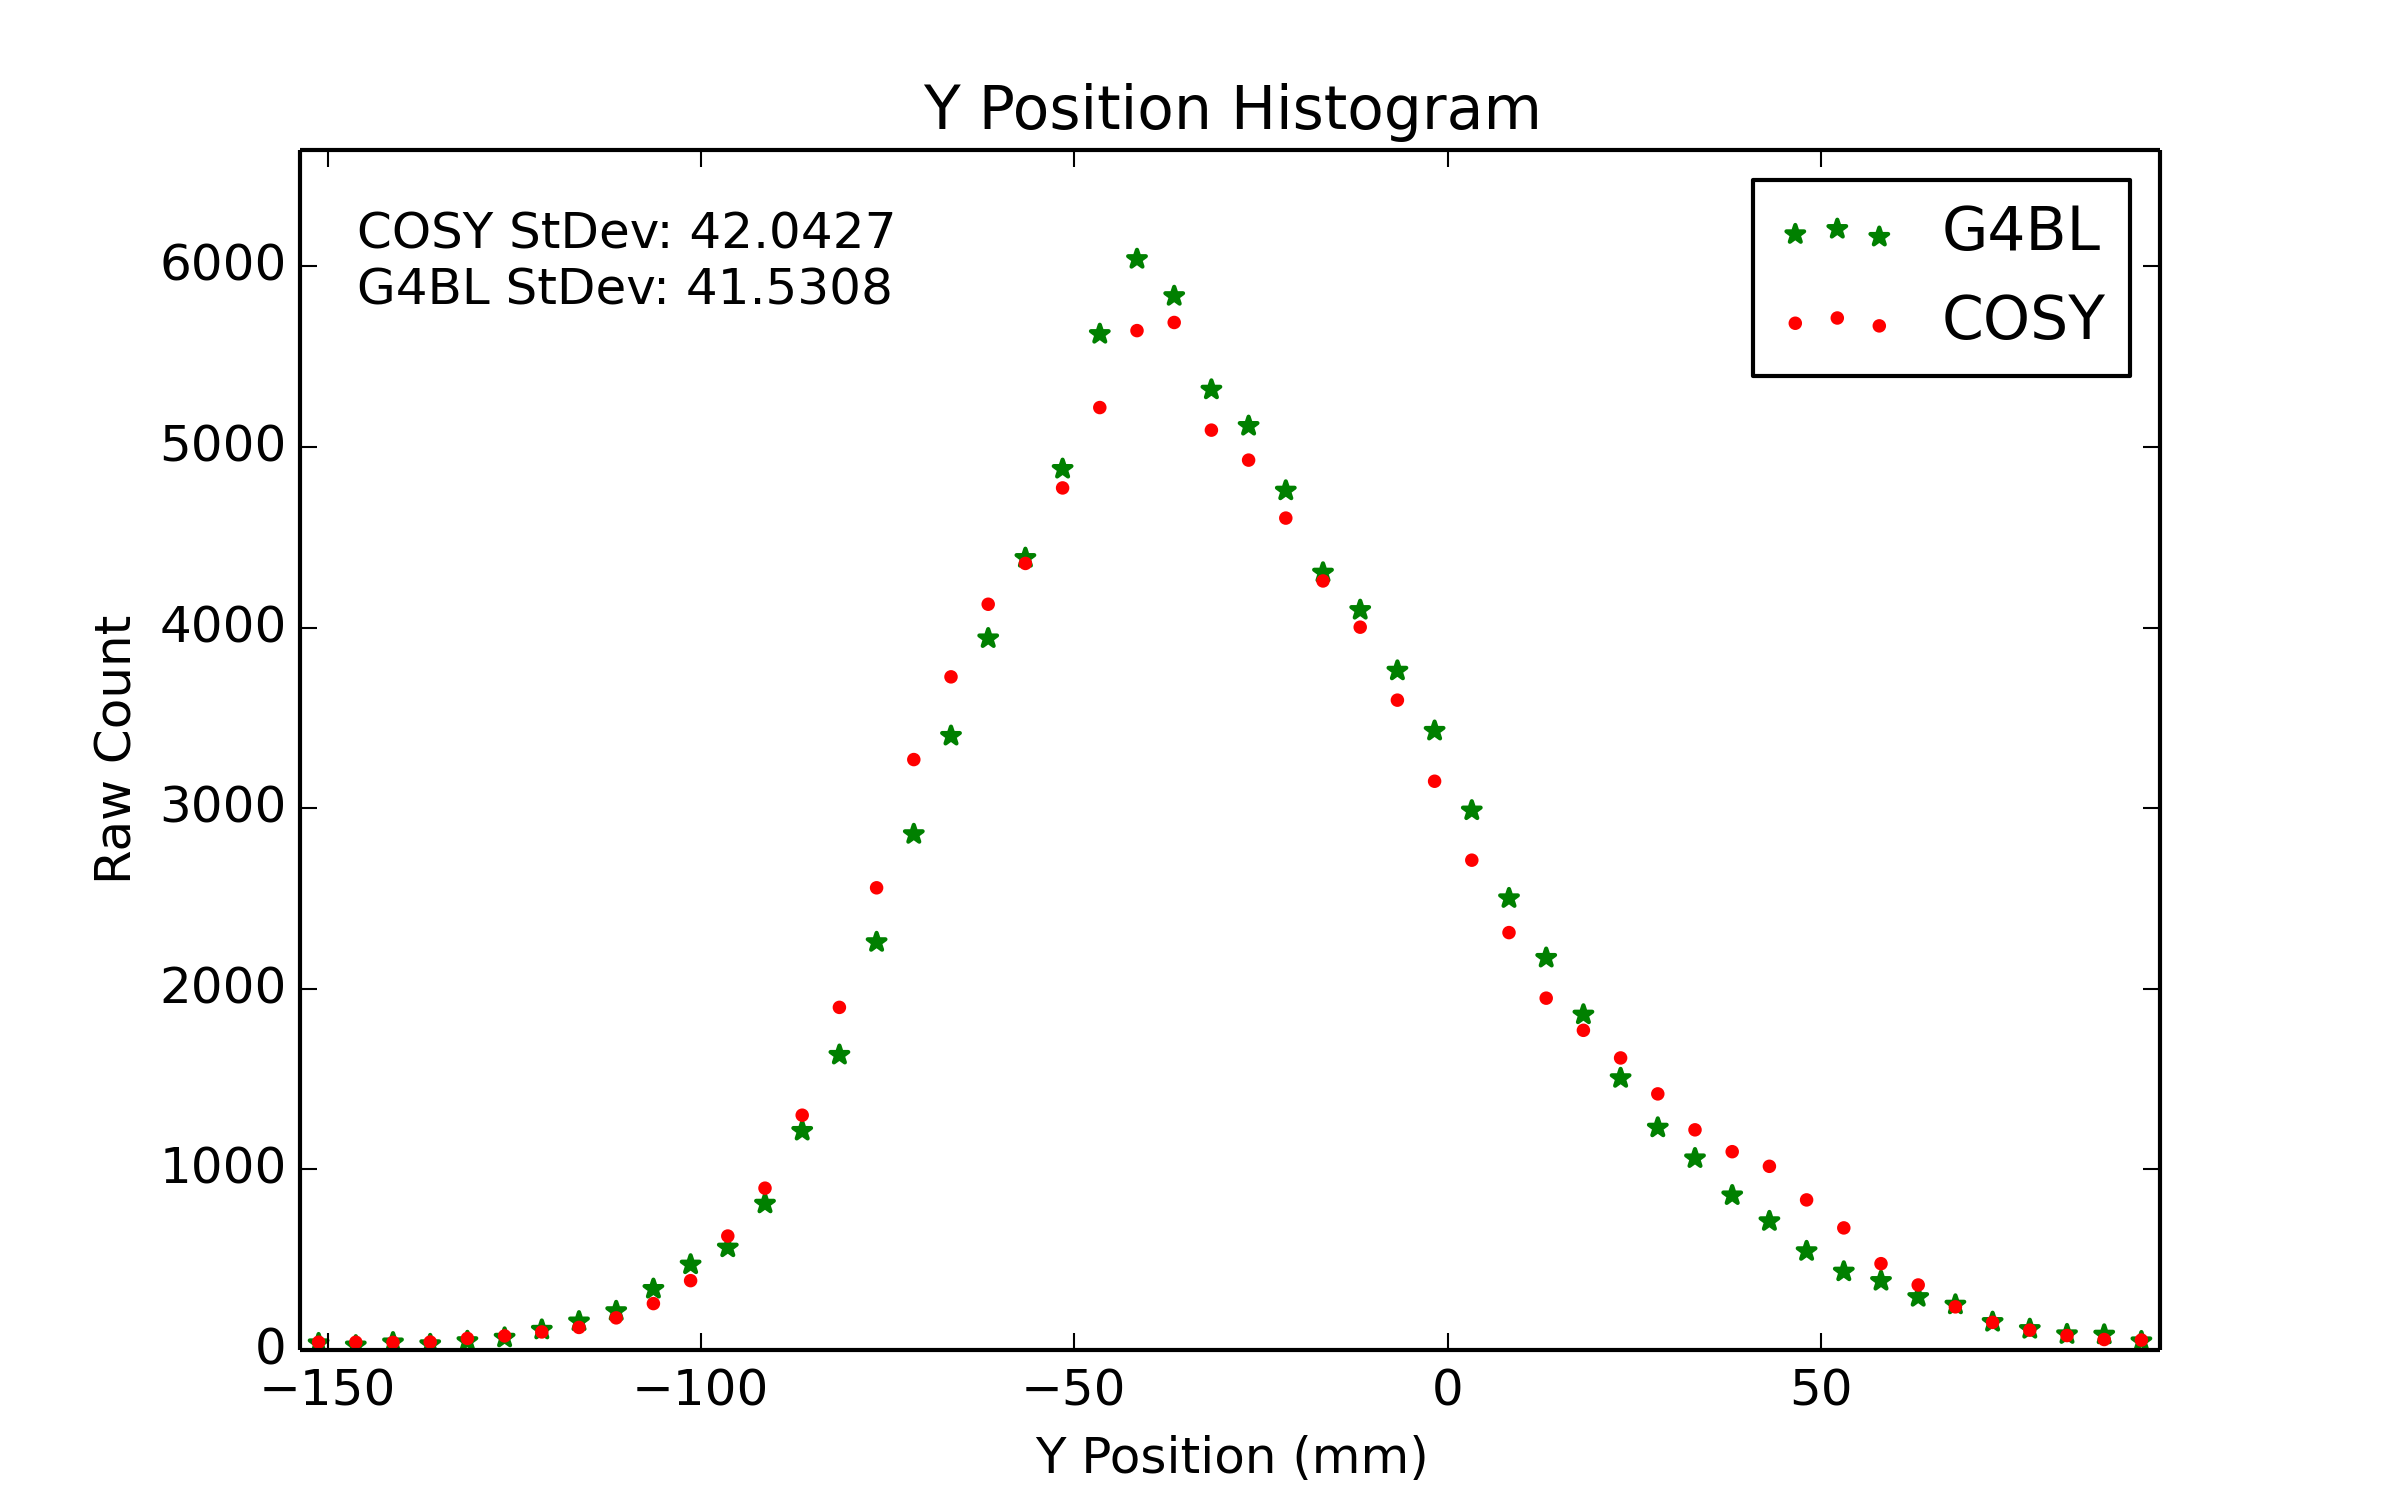 Y Position Histogram
COSY StDev: 42.0427
G4BL StDev: 41.5308
G4BL
COSY
6000
5000
4000
3000
2000
1000
0
Raw Count
−150
−100
−50
0
50
Y Position (mm)